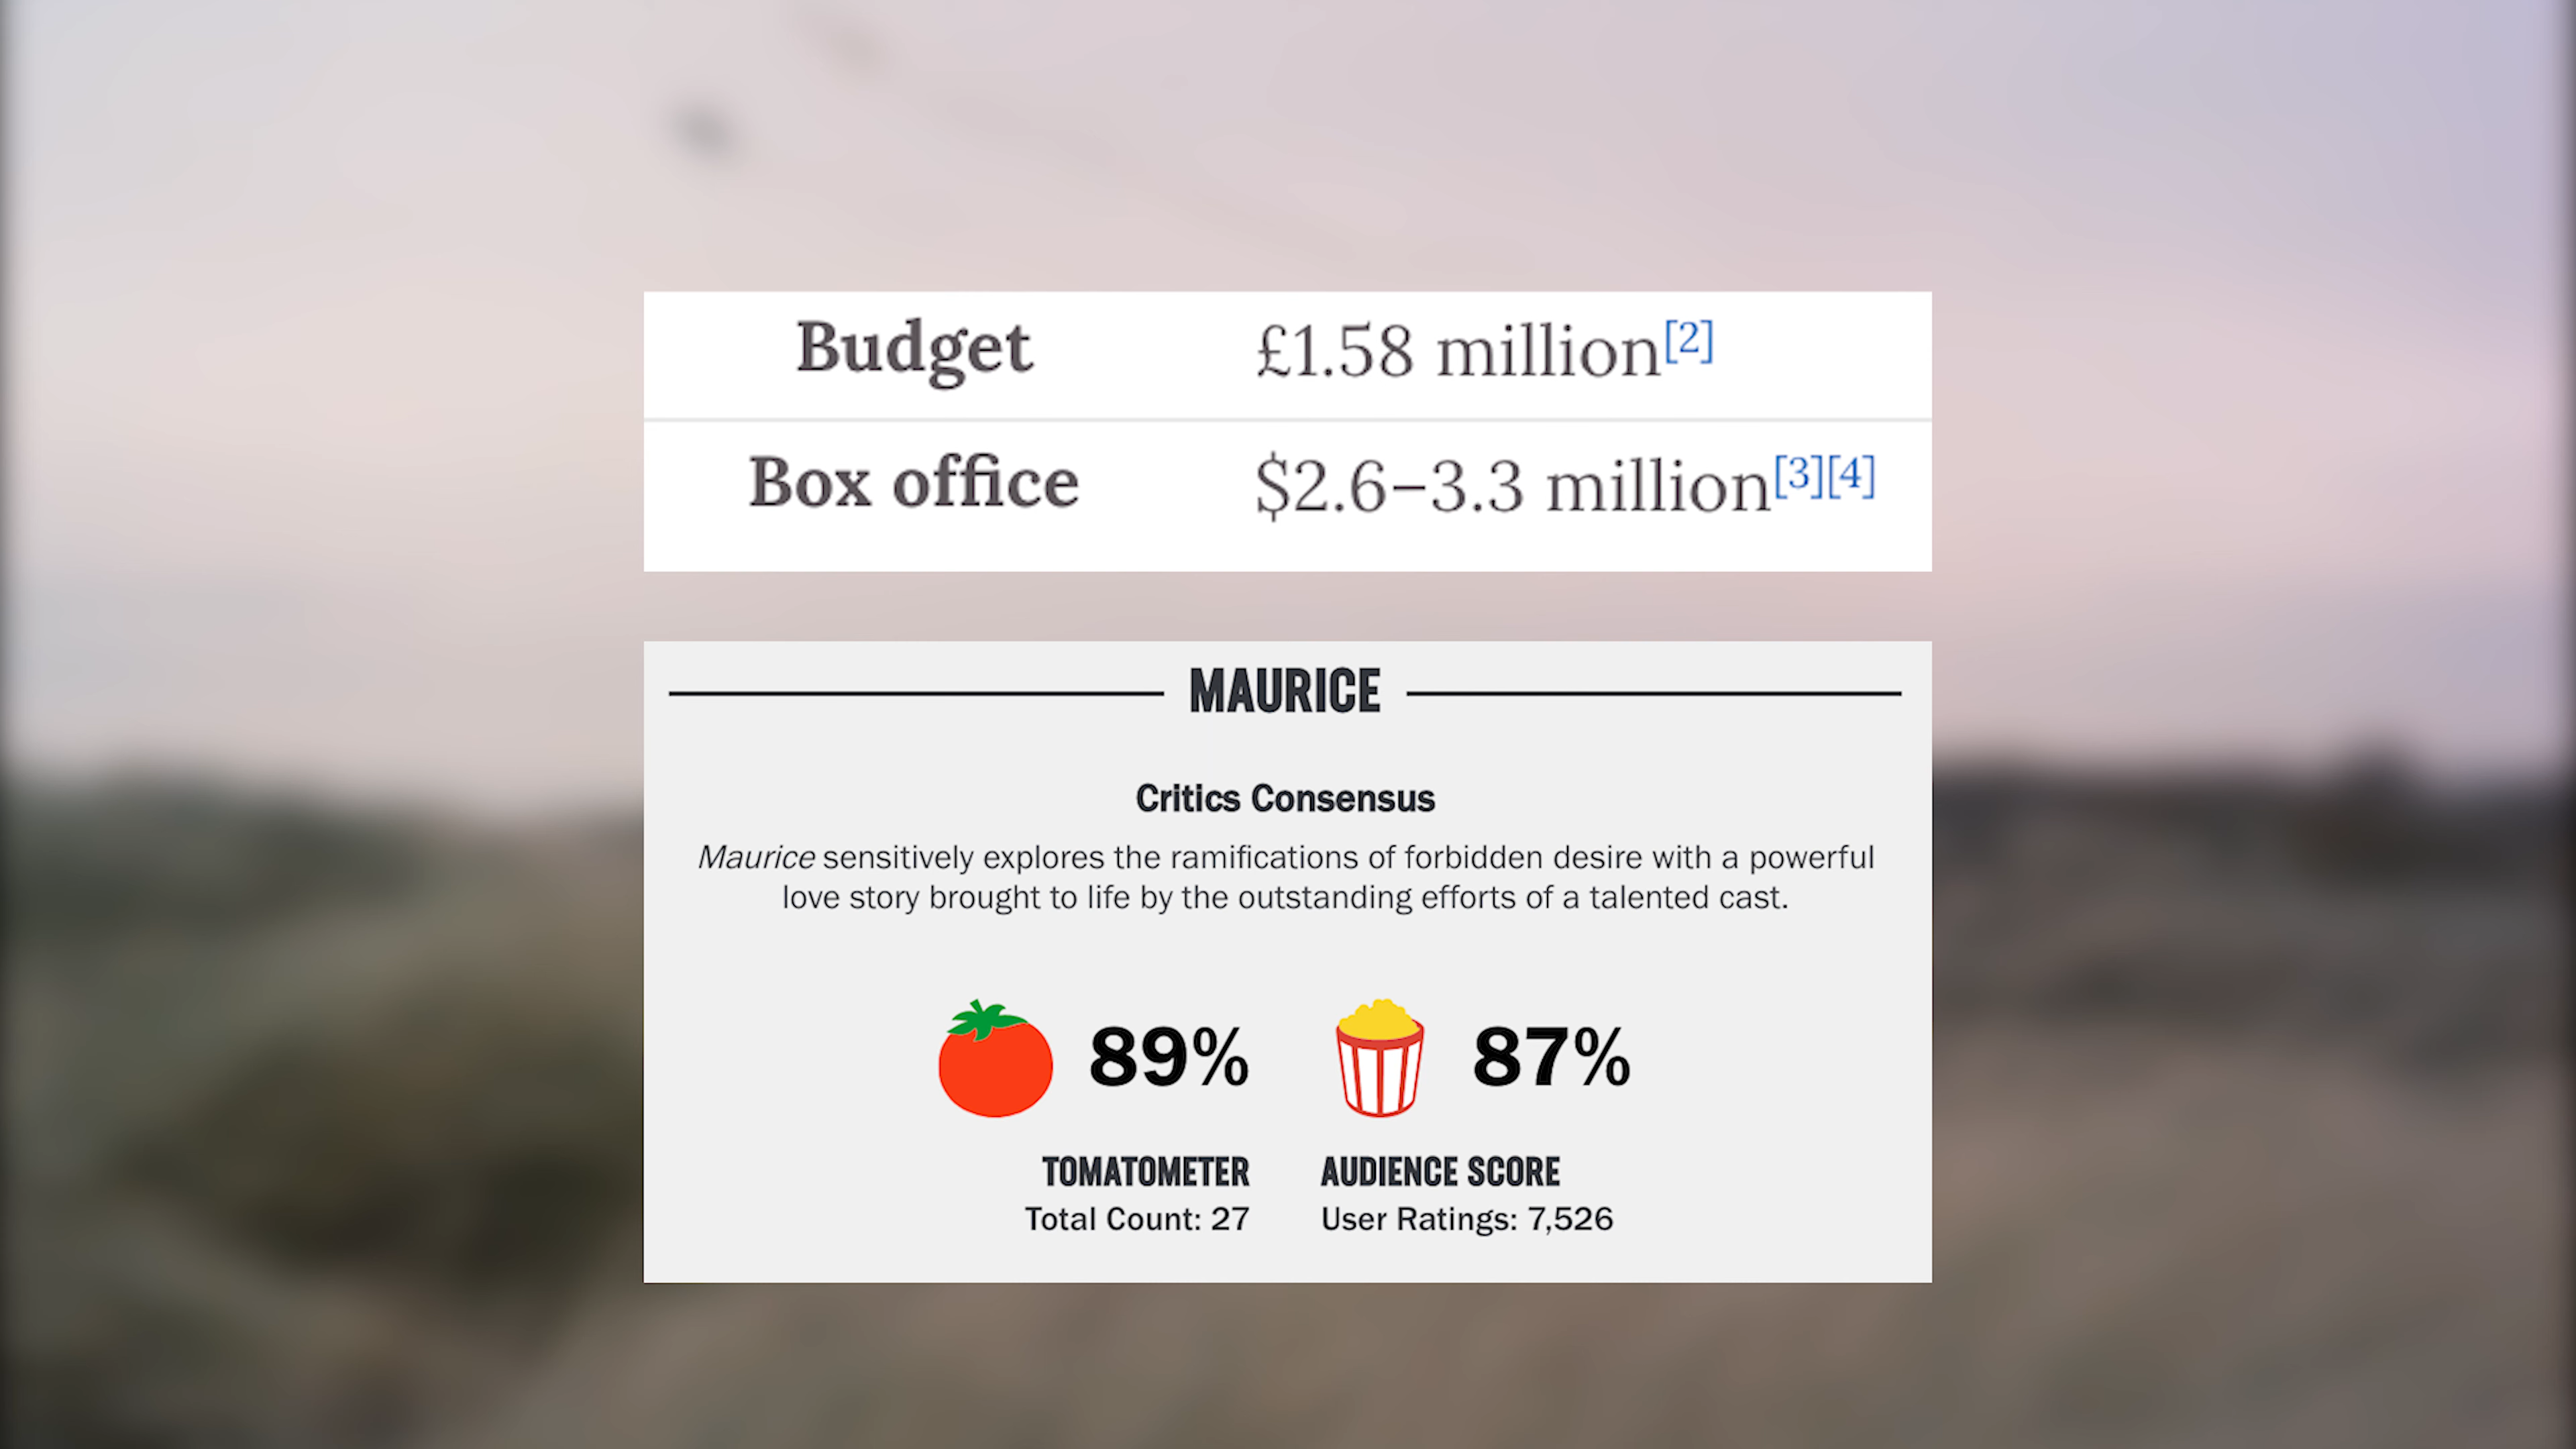 Budget £1.58 million[2]
Box office $2.6–3.3 million[3][4]
MAURICE
Critics Consensus
Maurice sensitively explores the ramifications of forbidden desire with a powerful
love story brought to life by the outstanding efforts of a talented cast.
89% 87%
TOMATOMETER AUDIENCE SCORE
Total Count: 27 User Ratings: 7,526